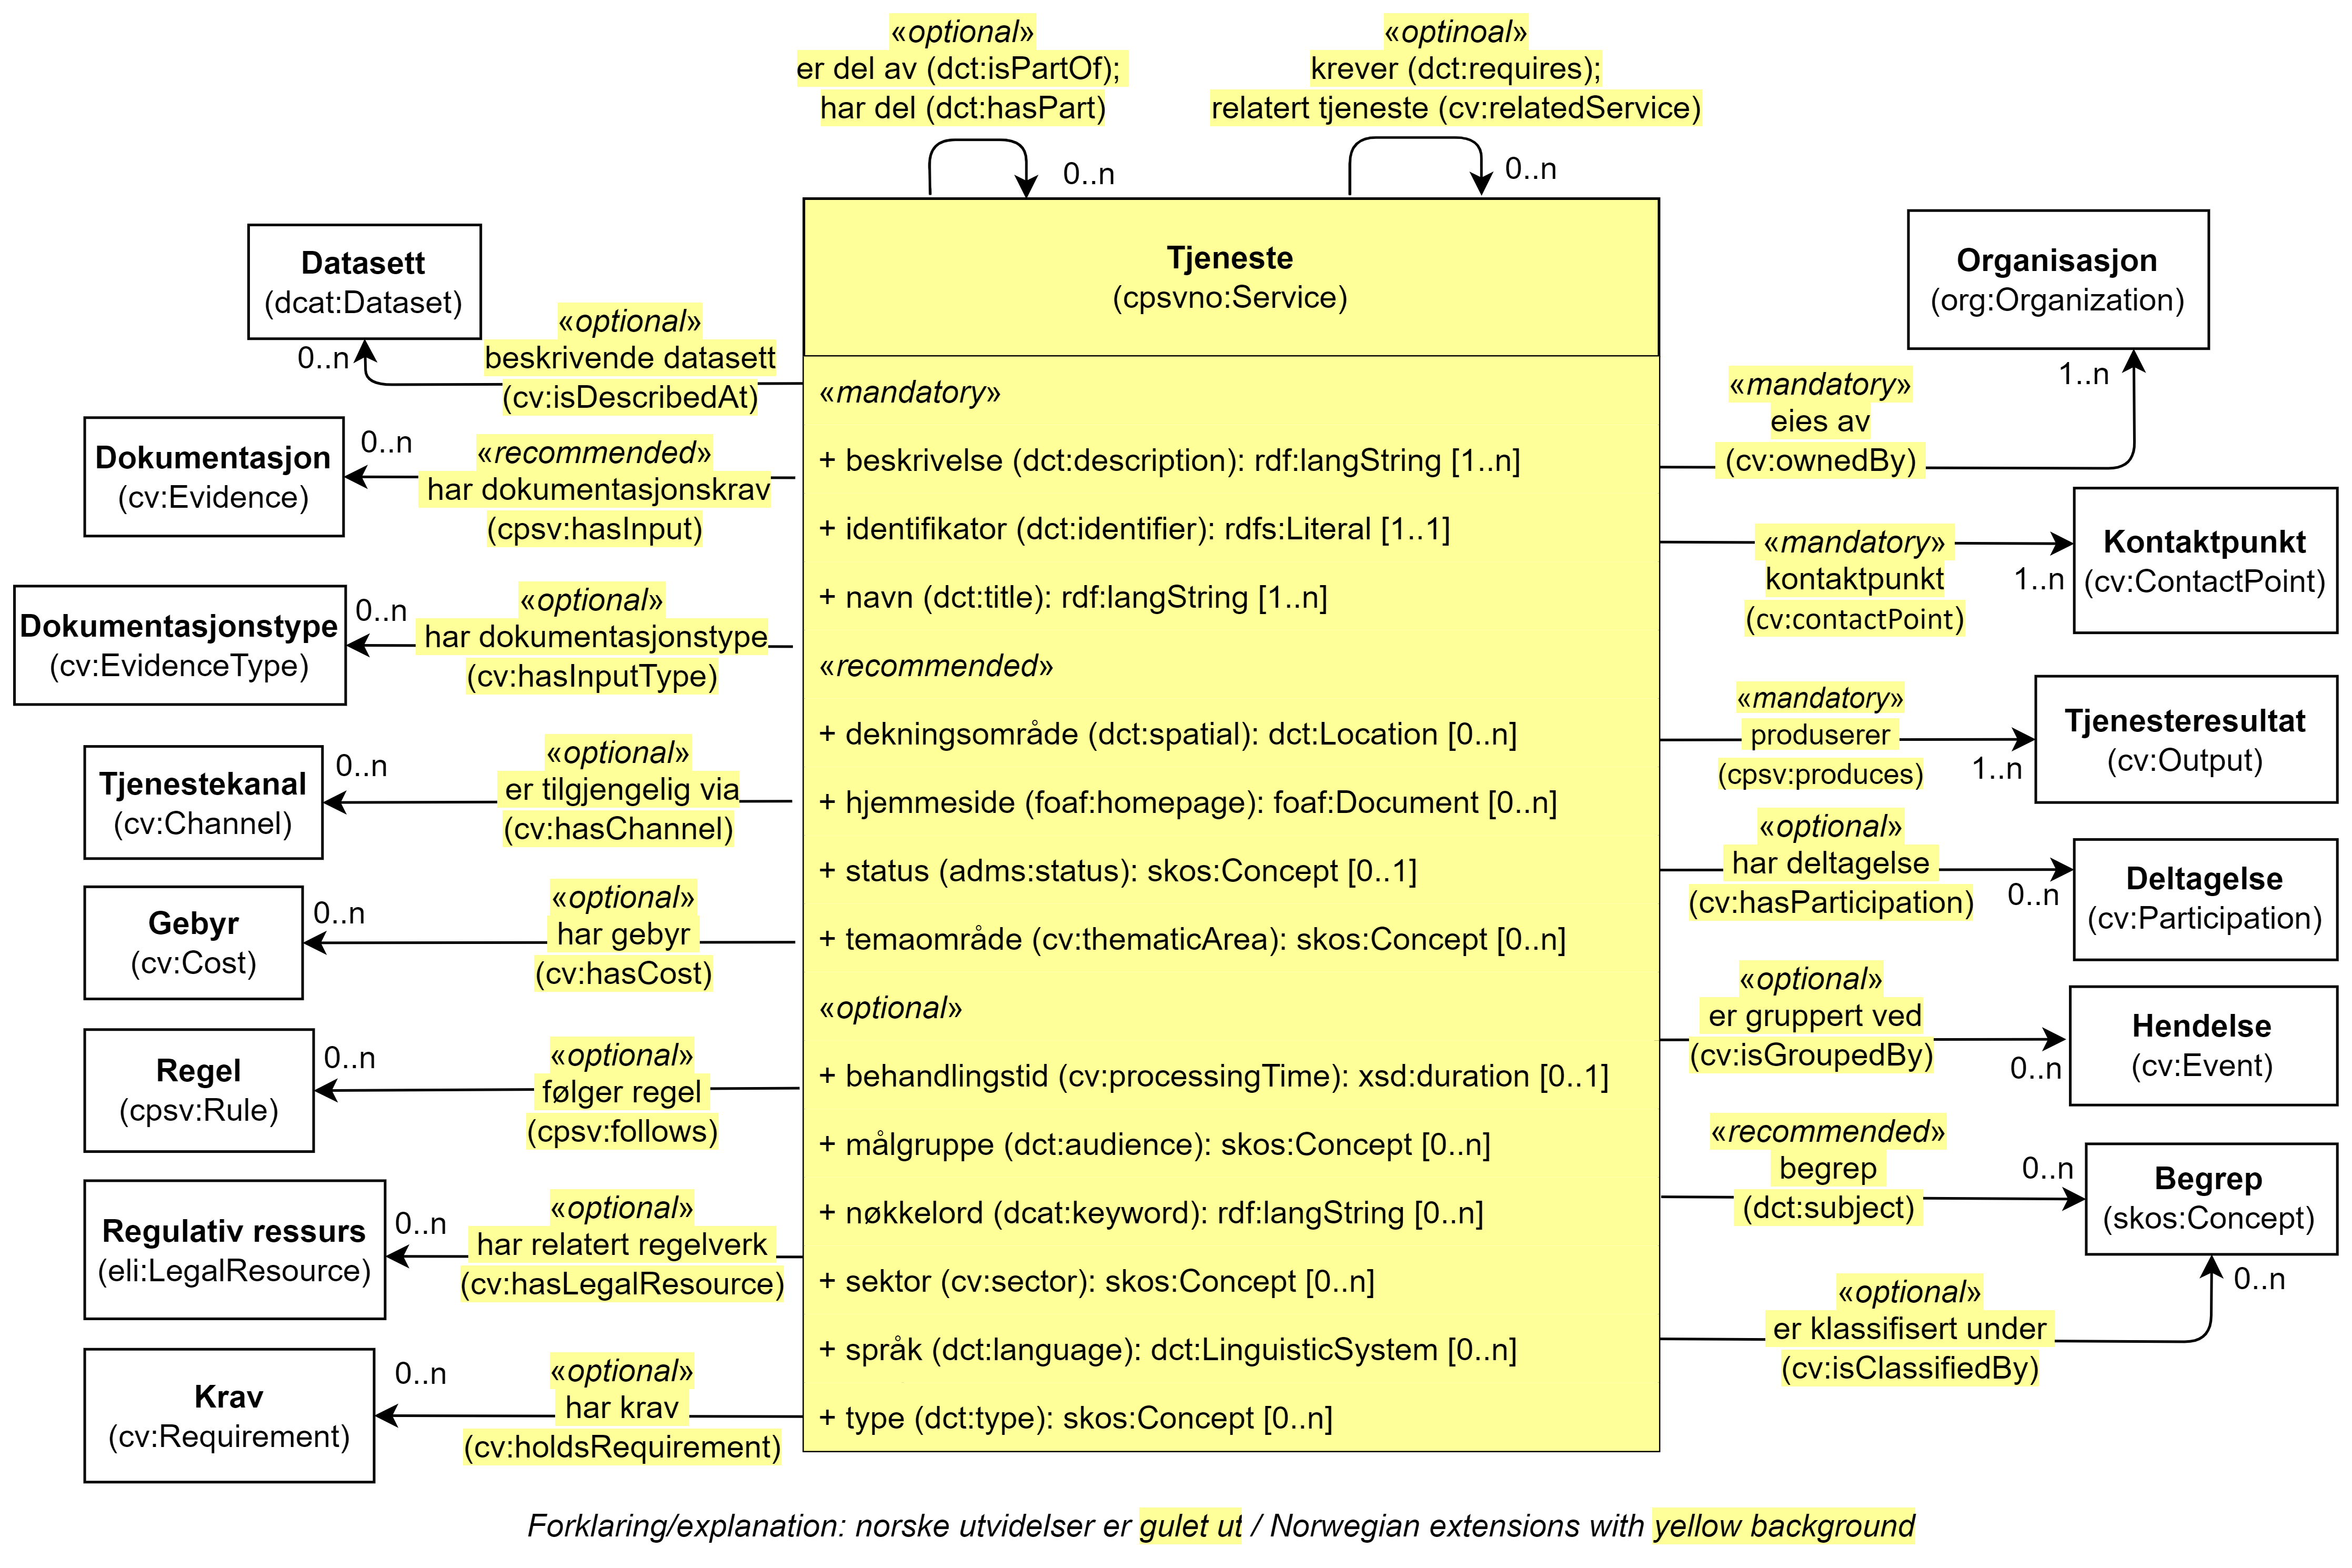 «optional»
er del av (dct:isPartOf);
har del (dct:hasPart)
0..n
«optinoal»
krever (dct:requires);
relatert tjeneste (cv:relatedService)
0..n
Tjeneste
(cpsvno:Service)
«mandatory»
+ beskrivelse (dct:description): rdf:langString [1..n]
+ identifikator (dct:identifier): rdfs:Literal [1..1]
+ navn (dct:title): rdf:langString [1..n]
«recommended»
+ dekningsområde (dct:spatial): dct:Location [0..n]
+ hjemmeside (foaf:homepage): foaf:Document [0..n]
+ status (adms:status): skos:Concept [0..1]
+ temaområde (cv:thematicArea): skos:Concept [0..n]
«optional»
+ behandlingstid (cv:processingTime): xsd:duration [0..1]
+ målgruppe (dct:audience): skos:Concept [0..n]
+ nøkkelord (dcat:keyword): rdf:langString [0..n]
+ sektor (cv:sector): skos:Concept [0..n]
+ språk (dct:language): dct:LinguisticSystem [0..n]
+ type (dct:type): skos:Concept [0..n]
Datasett
(dcat:Dataset)
0..n
«optional»
beskrivende datasett
(cv:isDescribedAt)
Dokumentasjon
(cv:Evidence)
0..n
«recommended»
har dokumentasjonskrav
(cpsv:hasInput)
Dokumentasjonstype
(cv:EvidenceType)
0..n
«optional»
har dokumentasjonstype
(cv:hasInputType)
Tjenestekanal
(cv:Channel)
0..n
«optional»
er tilgjengelig via
(cv:hasChannel)
Gebyr
(cv:Cost)
0..n
«optional»
har gebyr
(cv:hasCost)
Regel
(cpsv:Rule)
0..n
«optional»
følger regel
(cpsv:follows)
Regulativ ressurs
(eli:LegalResource)
0..n
«optional»
har relatert regelverk
(cv:hasLegalResource)
Krav
(cv:Requirement)
0..n
«optional»
har krav
(cv:holdsRequirement)
Organisasjon
(org:Organization)
1..n
«mandatory»
eies av
(cv:ownedBy)
Kontaktpunkt
(cv:ContactPoint)
1..n
«mandatory»
kontaktpunkt
(cv:contactPoint)
Tjenesteresultat
(cv:Output)
1..n
«mandatory»
produserer
(cpsv:produces)
Deltagelse
(cv:Participation)
0..n
«optional»
har deltagelse
(cv:hasParticipation)
Hendelse
(cv:Event)
0..n
«optional»
er gruppert ved
(cv:isGroupedBy)
Begrep
(skos:Concept)
0..n
«recommended»
begrep
(dct:subject)
0..n
«optional»
er klassifisert under
(cv:isClassifiedBy)
Forklaring/explanation: norske utvidelser er gulet ut / Norwegian extensions with yellow background